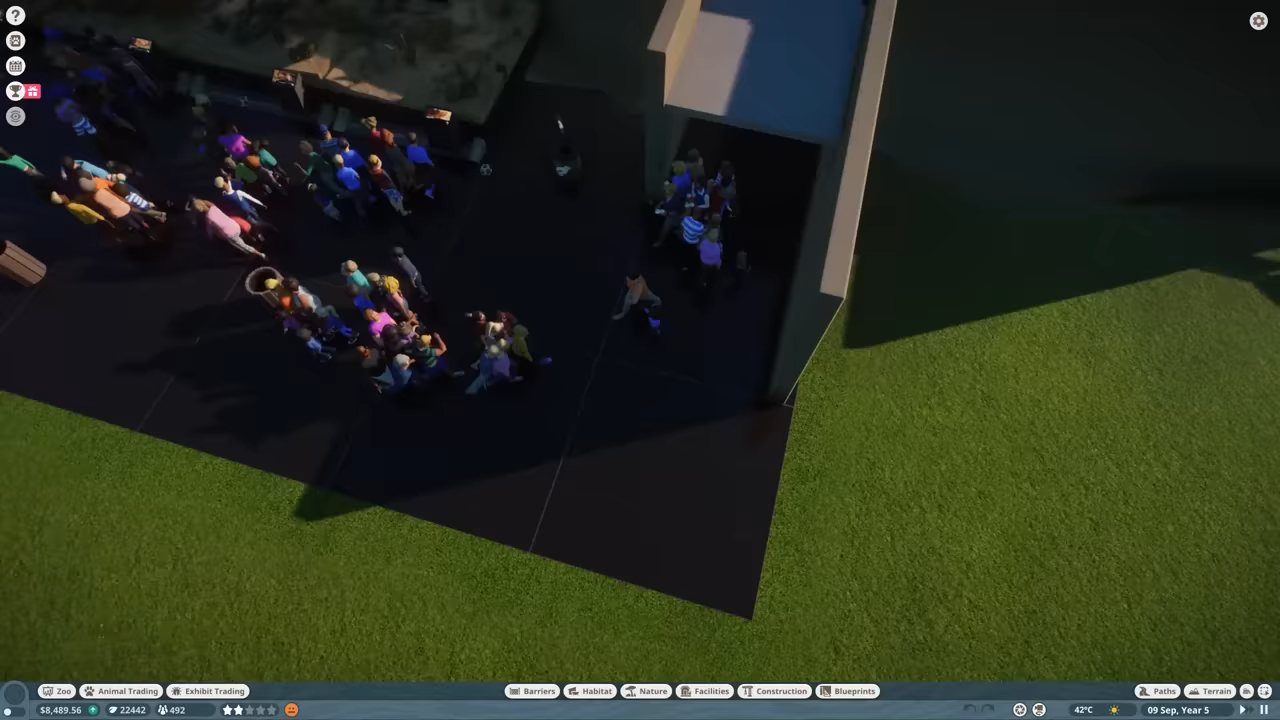 ?
Zoo
Animal Trading
Exhibit Trading
Barriers
Habitat
Nature
Facilities
Construction
Blueprints
Paths
Terrain
$8,489.56
22442
492
42°C
09 Sep, Year 5